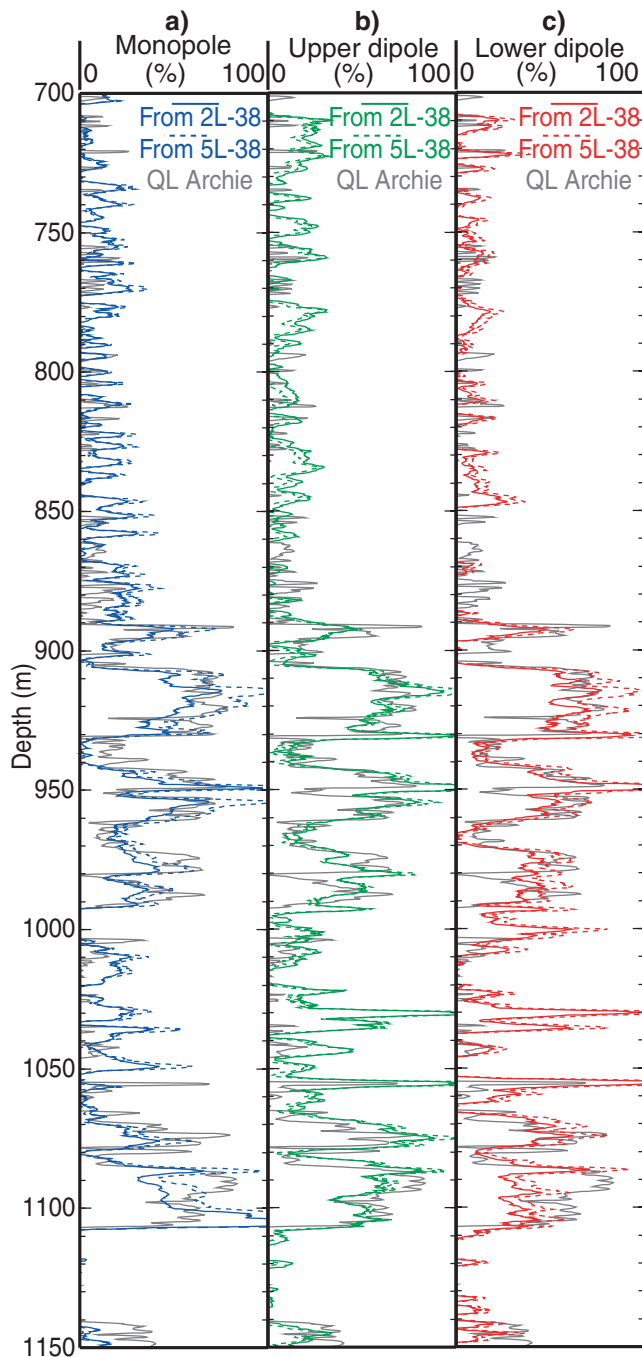 a) b) c)
Monopole Upper dipole Lower dipole
0 (%) 100 0 (%) 100 0 (%) 100
From 2L-38 From 2L-38 From 2L-38
From 5L-38 From 5L-38 From 5L-38
QL Archie QL Archie QL Archie
Depth (m)
700
750
800
850
900
950
1000
1050
1100
1150